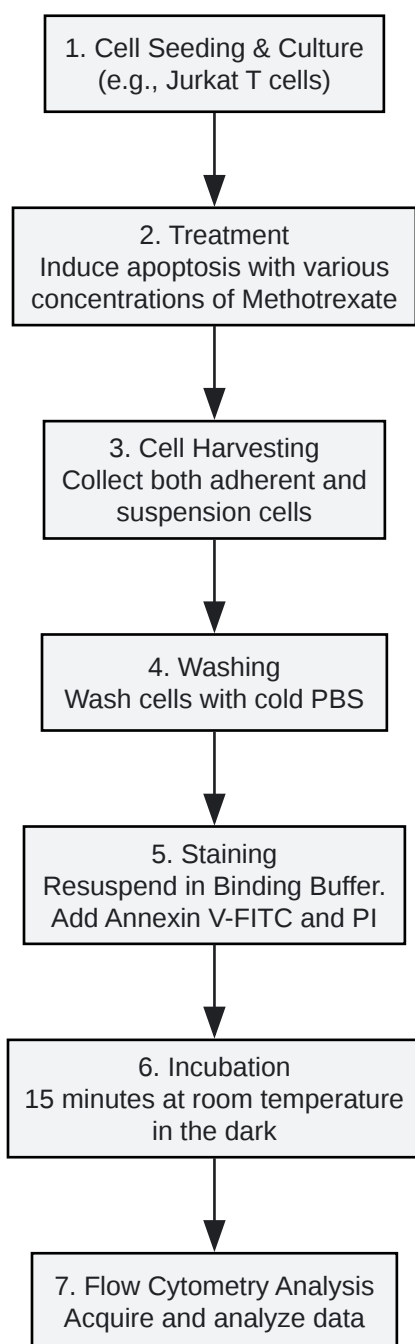 1. Cell Seeding & Culture
(e.g., Jurkat T cells)
2. Treatment
Induce apoptosis with various
concentrations of Methotrexate
3. Cell Harvesting
Collect both adherent and
suspension cells
4. Washing
Wash cells with cold PBS
5. Staining
Resuspend in Binding Buffer.
Add Annexin V-FITC and PI
6. Incubation
15 minutes at room temperature
in the dark
7. Flow Cytometry Analysis
Acquire and analyze data